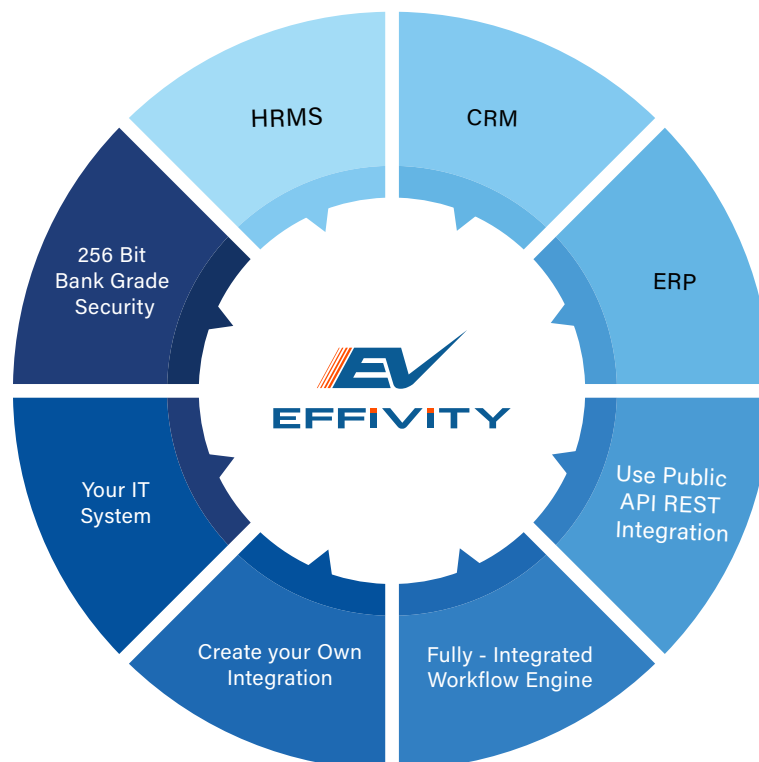 HRMS
CRM
ERP
Use Public
API REST
Integration
Fully - Integrated
Workflow Engine
Create your Own
Integration
Your IT
System
256 Bit
Bank Grade
Security
EV
EFFiViTY